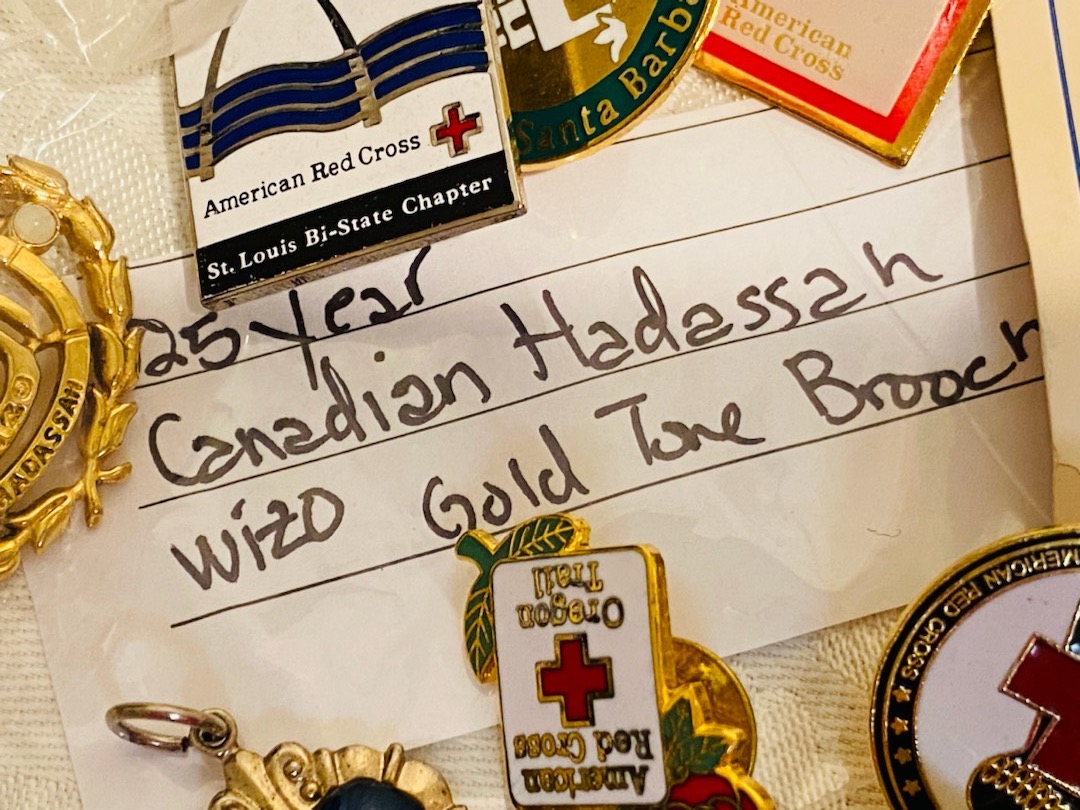 American Red Cross
St. Louis Bi-State Chapter
Santa Barba
American
Red Cross
25 year
Canadian Hadassah
Wizo Gold Tone Brooch
HADASSAH
American
Red Cross
Oregon
Trail
AMERICAN RED CROSS